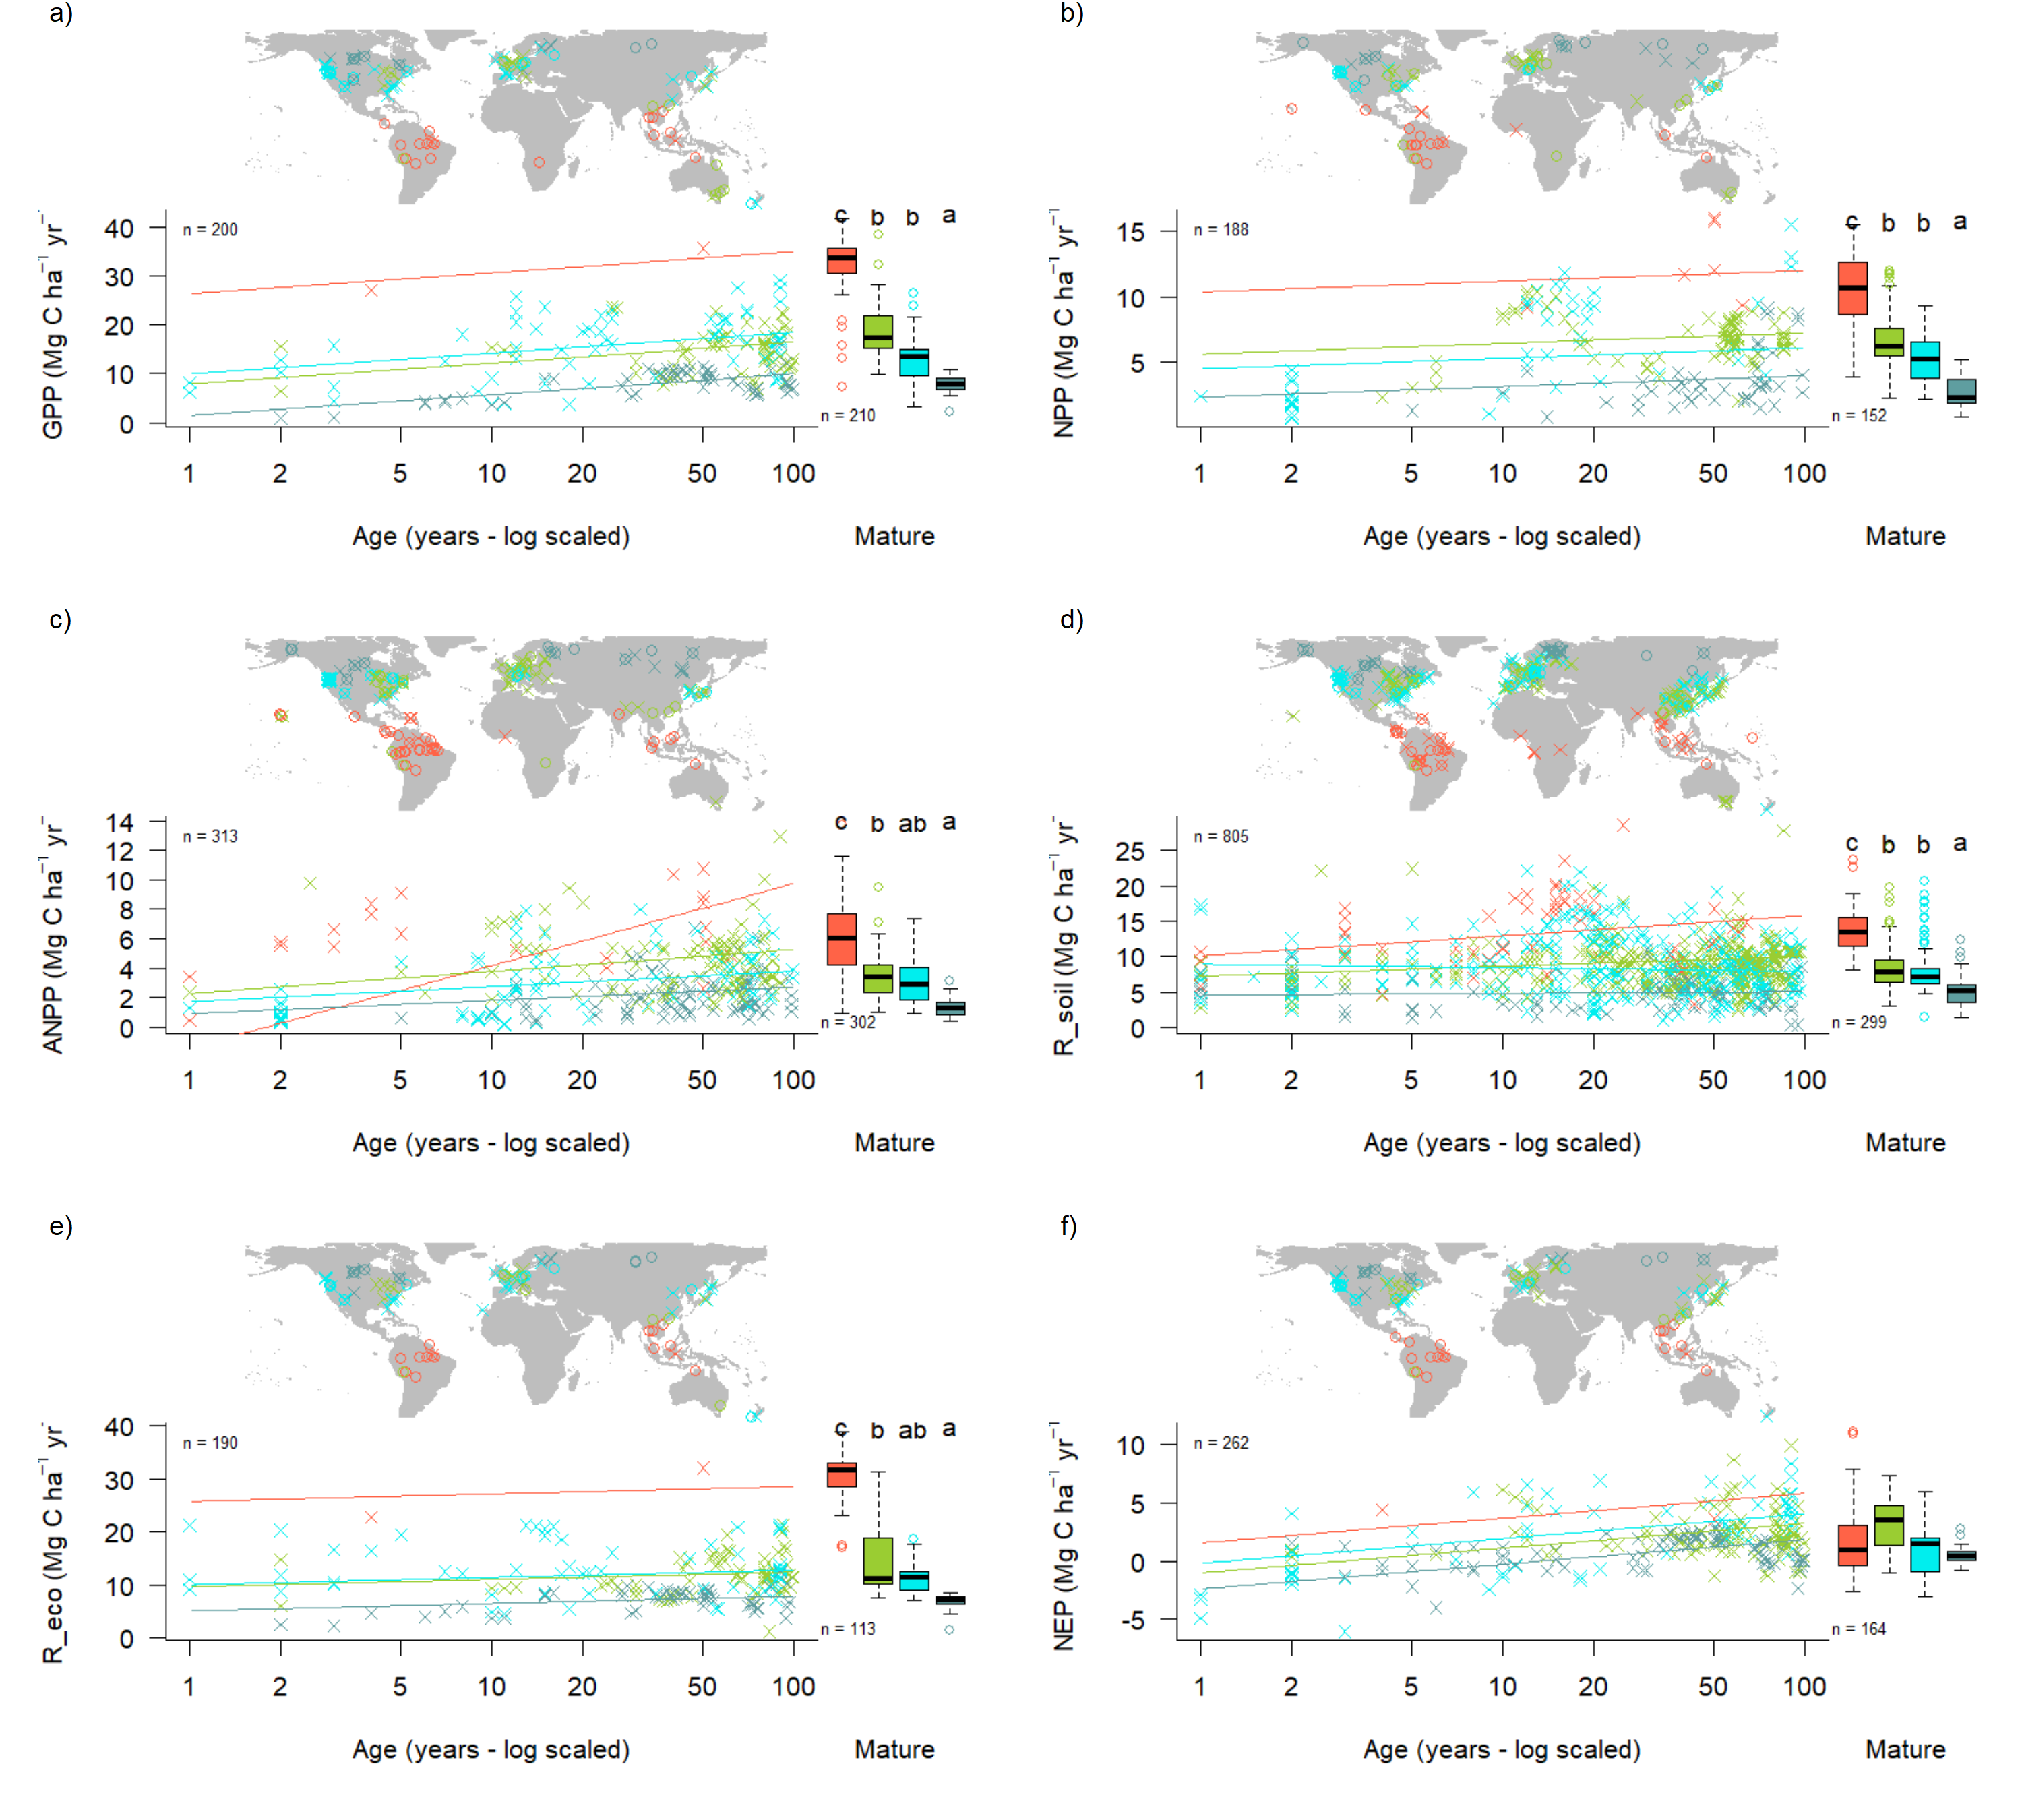 a)
GPP (Mg C ha⁻¹ yr⁻
40
30
20
10
0
n = 200
c b b a
n = 210
1 2 5 10 20 50 100
Age (years - log scaled) Mature
b)
NPP (Mg C ha⁻¹ yr⁻¹
15
10
5
n = 188
c b b a
n = 152
1 2 5 10 20 50 100
Age (years - log scaled) Mature
c)
ANPP (Mg C ha⁻¹ yr⁻
14
12
10
8
6
4
2
0
n = 313
c b ab a
n = 302
1 2 5 10 20 50 100
Age (years - log scaled) Mature
d)
R_soil (Mg C ha⁻¹ yr
25
20
15
10
5
0
n = 805
c b b a
n = 299
1 2 5 10 20 50 100
Age (years - log scaled) Mature
e)
R_eco (Mg C ha⁻¹ yr
40
30
20
10
0
n = 190
c b ab a
n = 113
1 2 5 10 20 50 100
Age (years - log scaled) Mature
f)
NEP (Mg C ha⁻¹ yr⁻¹
10
5
0
-5
n = 262
n = 164
1 2 5 10 20 50 100
Age (years - log scaled) Mature